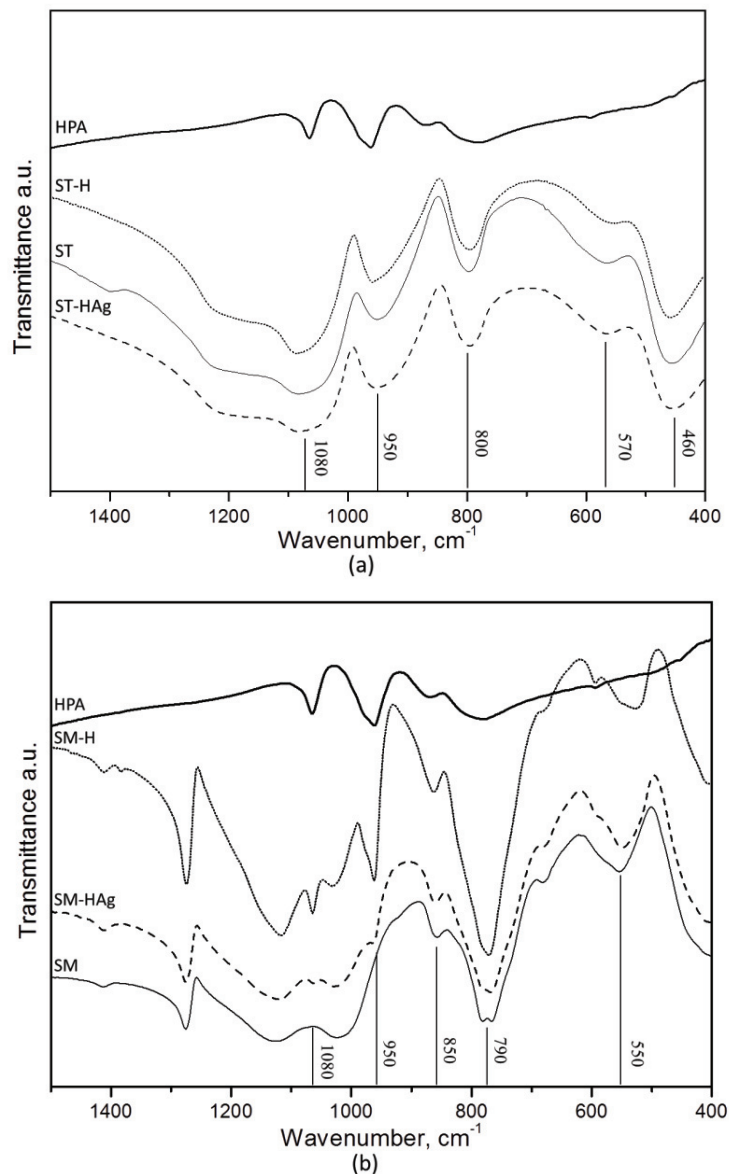 Transmittance a.u.
HPA
ST-H
ST
ST-HAg
1080
950
800
570
460
1400 1200 1000 800 600 400
Wavenumber, cm⁻¹
(a)
Transmittance a.u.
HPA
SM-H
SM-HAg
SM
1080
950
850
790
550
1400 1200 1000 800 600 400
Wavenumber, cm⁻¹
(b)